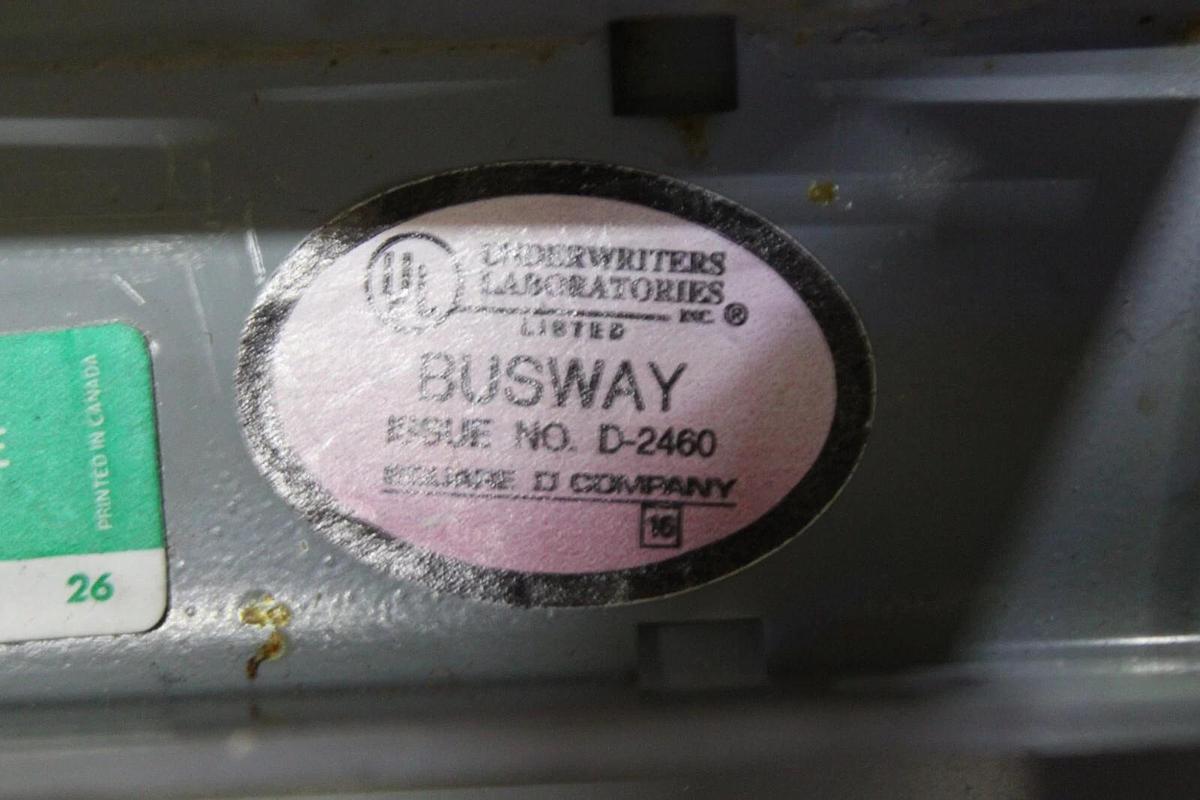 UL UNDERWRITERS
LABORATORIES
INC. ®
LISTED
BUSWAY
ISSUE NO. D-2460
SQUARE D COMPANY
16
PRINTED IN CANADA
26